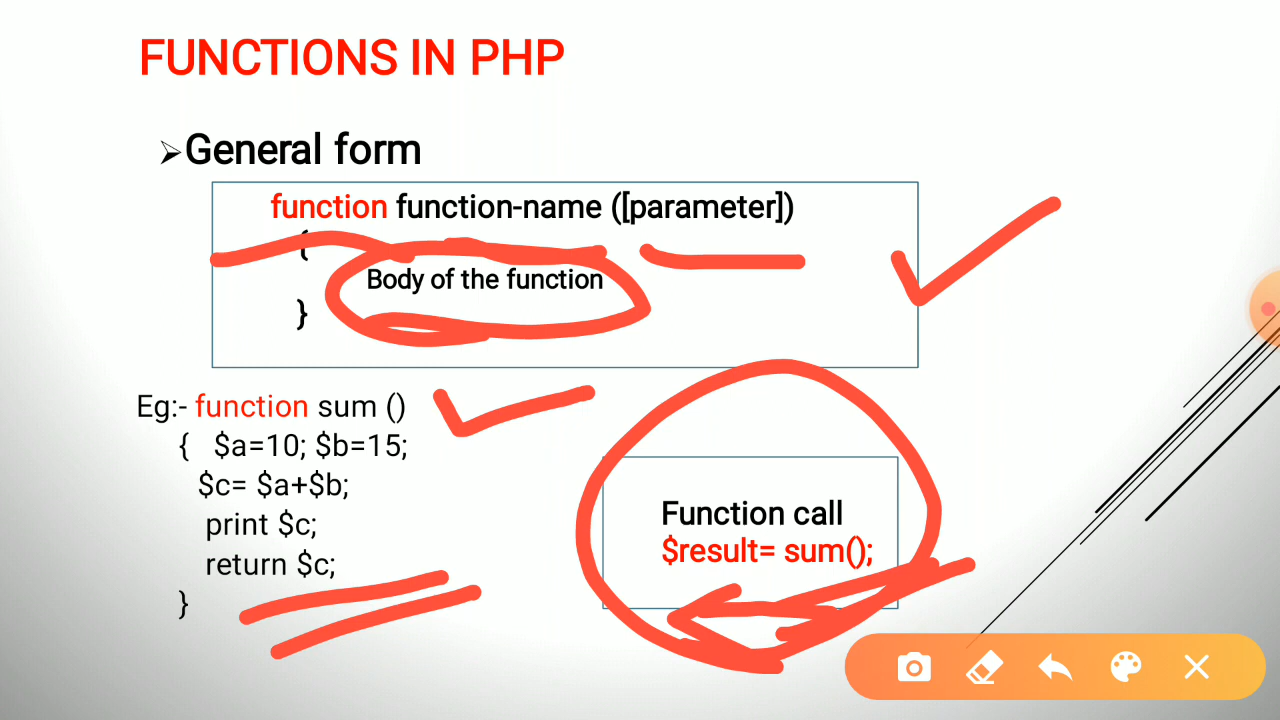 FUNCTIONS IN PHP
General form
function function-name ([parameter])
{
Body of the function
}
Eg:- function sum ()
{ $a=10; $b=15;
$c= $a+$b;
print $c;
return $c;
}
Function call
$result= sum();